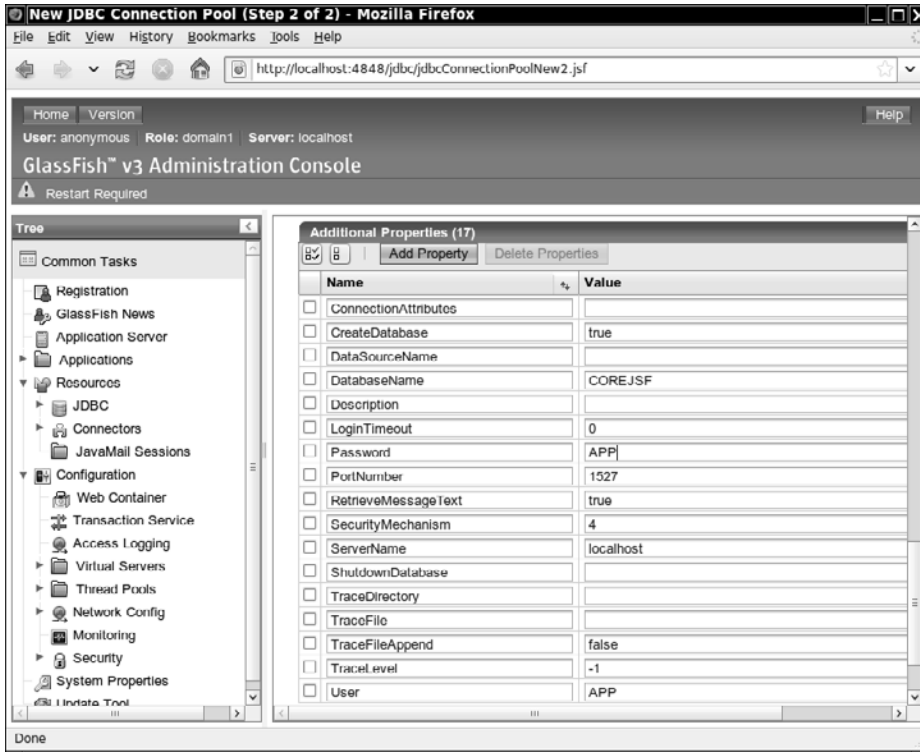 New JDBC Connection Pool (Step 2 of 2) - Mozilla Firefox
File Edit View History Bookmarks Tools Help
http://localhost:4848/jdbc/jdbcConnectionPoolNew2.jsf
Home Version Help
User: anonymous Role: domain1 Server: localhost
GlassFish™ v3 Administration Console
Restart Required
Tree
Common Tasks
Registration
GlassFish News
Application Server
Applications
Resources
JDBC
Connectors
JavaMail Sessions
Configuration
Web Container
Transaction Service
Access Logging
Virtual Servers
Thread Pools
Network Config
Monitoring
Security
System Properties
Update Tool
Additional Properties (17)
Add Property Delete Properties
Name Value
ConnectionAttributes
CreateDatabase true
DataSourceName
DatabaseName COREJSF
Description
LoginTimeout 0
Password APP
PortNumber 1527
RetrieveMessageText true
SecurityMechanism 4
ServerName localhost
ShutdownDatabase
TraceDirectory
TraceFile
TraceFileAppend false
TraceLevel -1
User APP
Done